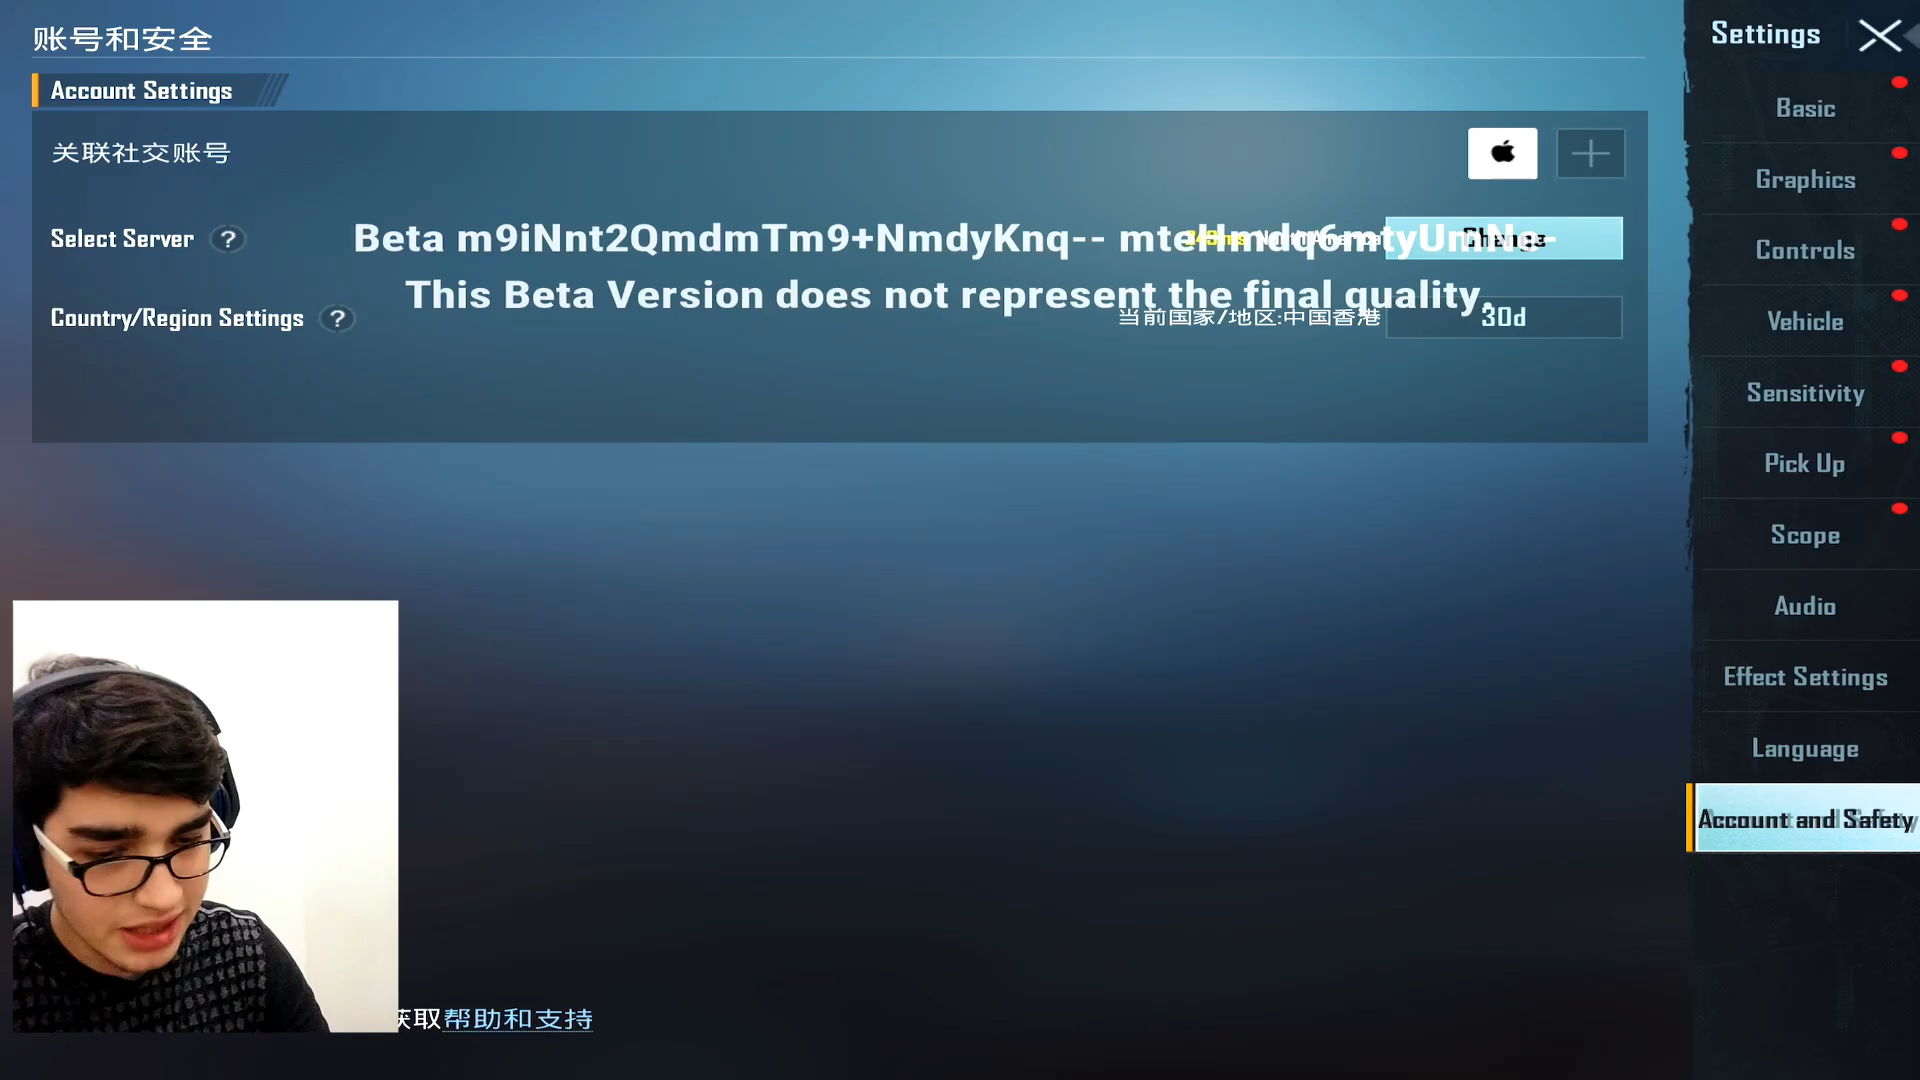 账号和安全
Settings
Account Settings
Basic
关联社交账号
Graphics
Select Server ?
Beta m9iNnt2QmdmTm9+NmdyKnq--
Change
Controls
This Beta Version does not represent the final quality.
Country/Region Settings ?
当前国家/地区:中国香港
30d
Vehicle
Sensitivity
Pick Up
Scope
Audio
Effect Settings
Language
Account and Safety
获取帮助和支持